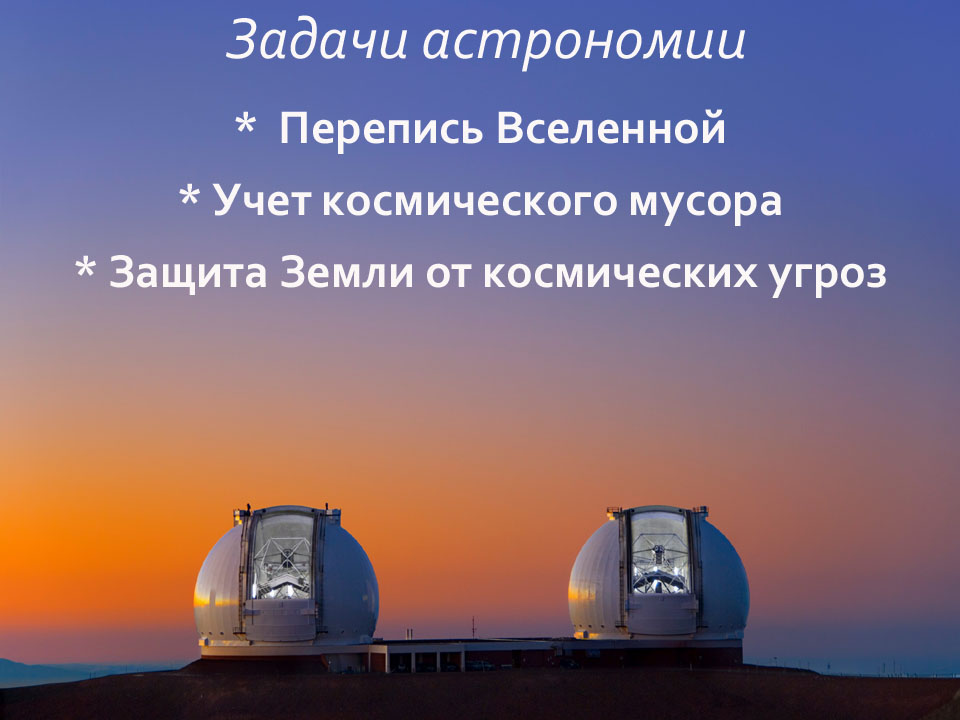 Задачи астрономии
* Перепись Вселенной
* Учет космического мусора
* Защита Земли от космических угроз